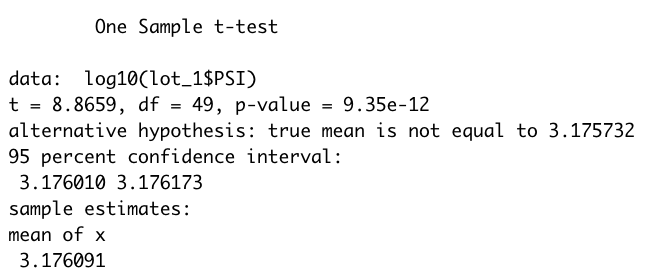 One Sample t-test
data:  log10(lot_1$PSI)
t = 8.8659, df = 49, p-value = 9.35e-12
alternative hypothesis: true mean is not equal to 3.175732
95 percent confidence interval:
3.176010 3.176173
sample estimates:
mean of x
3.176091